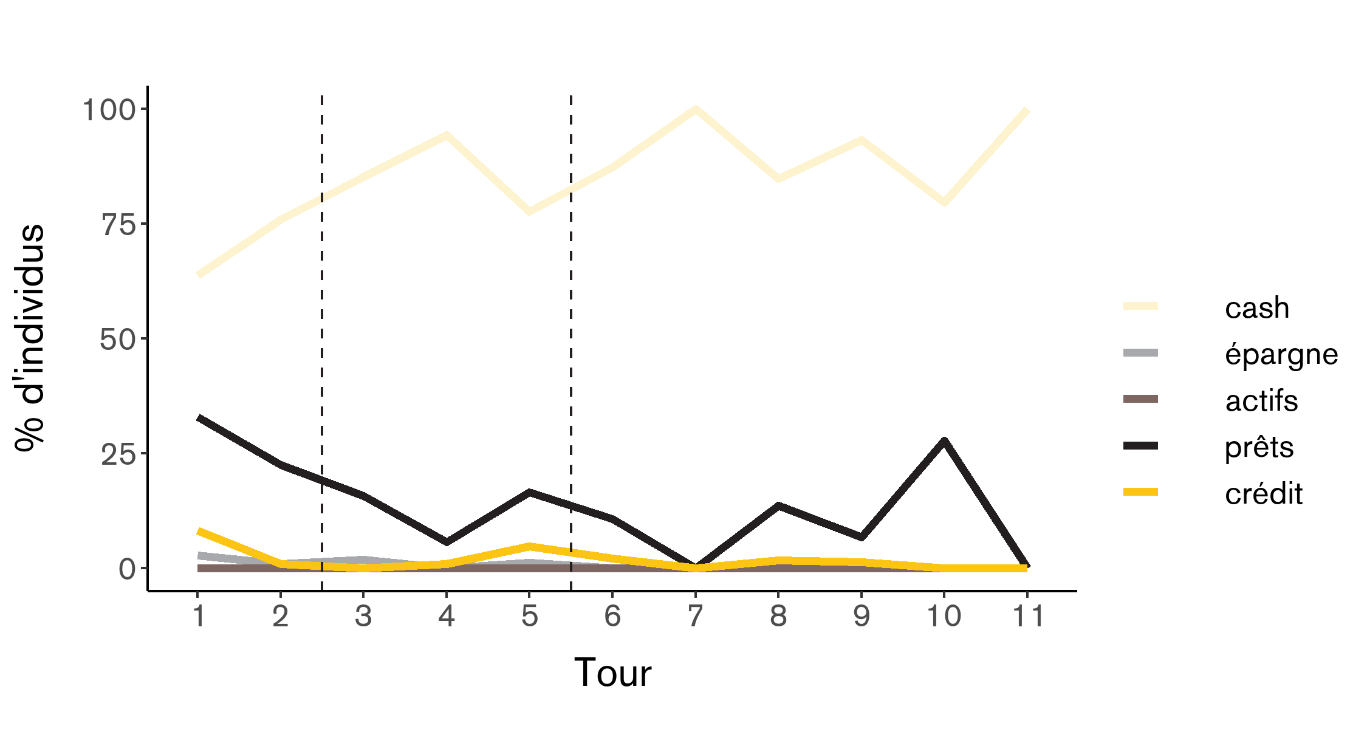 % d'individus
100
75
50
25
0
1 2 3 4 5 6 7 8 9 10 11
Tour
cash
épargne
actifs
prêts
crédit